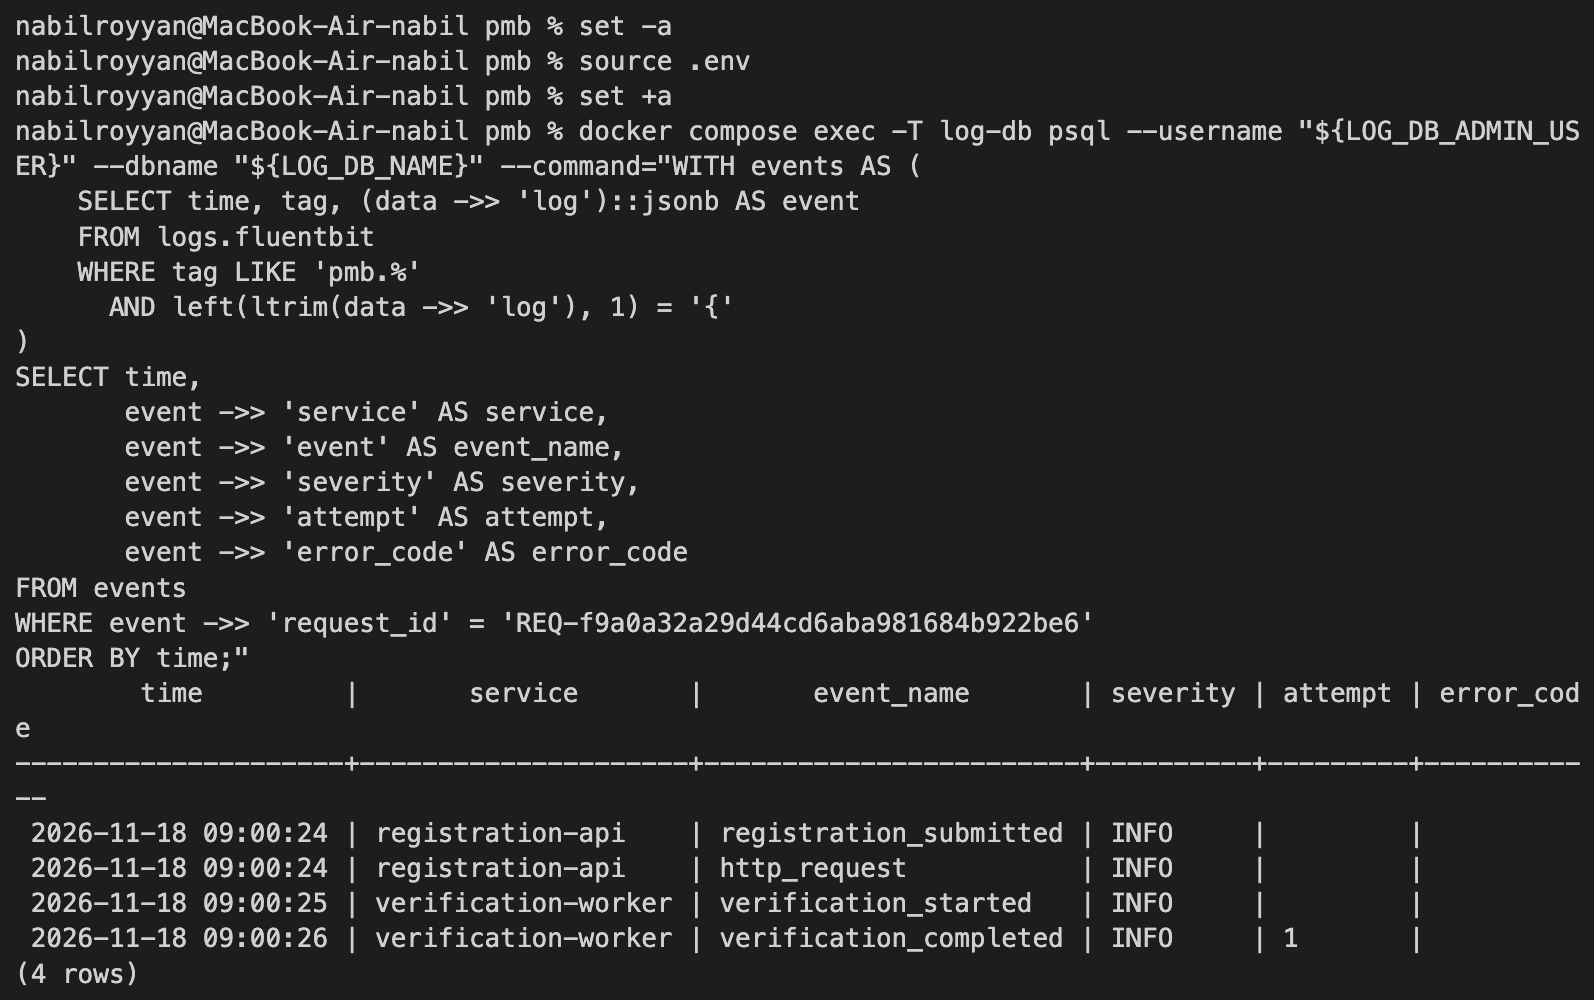 nabilroyyan@MacBook-Air-nabil pmb % set -a
nabilroyyan@MacBook-Air-nabil pmb % source .env
nabilroyyan@MacBook-Air-nabil pmb % set +a
nabilroyyan@MacBook-Air-nabil pmb % docker compose exec -T log-db psql --username "${LOG_DB_ADMIN_US
ER}" --dbname "${LOG_DB_NAME}" --command="WITH events AS (
    SELECT time, tag, (data ->> 'log')::jsonb AS event
    FROM logs.fluentbit
    WHERE tag LIKE 'pmb.%'
      AND left(ltrim(data ->> 'log'), 1) = '{'
)
SELECT time,
       event ->> 'service' AS service,
       event ->> 'event' AS event_name,
       event ->> 'severity' AS severity,
       event ->> 'attempt' AS attempt,
       event ->> 'error_code' AS error_code
FROM events
WHERE event ->> 'request_id' = 'REQ-f9a0a32a29d44cd6aba981684b922be6'
ORDER BY time;"
        time         |       service       |       event_name       | severity | attempt | error_cod
e
---------------------+---------------------+------------------------+----------+---------+----------
--
 2026-11-18 09:00:24 | registration-api    | registration_submitted | INFO     |         |
 2026-11-18 09:00:24 | registration-api    | http_request           | INFO     |         |
 2026-11-18 09:00:25 | verification-worker | verification_started   | INFO     |         |
 2026-11-18 09:00:26 | verification-worker | verification_completed | INFO     | 1       |
(4 rows)